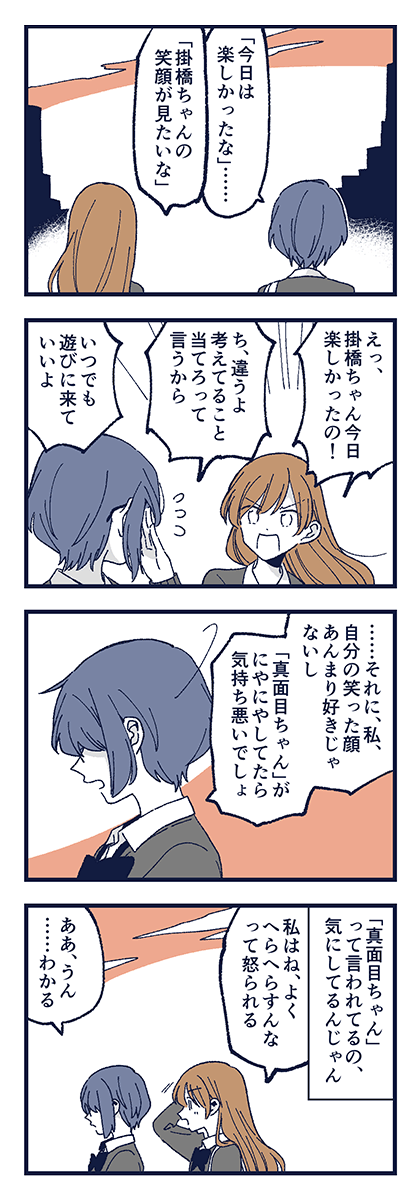 「今日は
楽しかったな」……
「掛橋ちゃんの
笑顔が見たいな」
えっ、
掛橋ちゃん今日
楽しかったの！
ち、違うよ
考えてること
当てろって
言うから
いつでも
遊びに来て
いいよ
……それに、私、
自分の笑った顔
あんまり好きじゃ
ないし
「真面目ちゃん」が
にやにやしてたら
気持ち悪いでしょ
「真面目ちゃん」
って言われてるの、
気にしてるんじゃん
私はね、よく
へらへらすんな
って怒られる
ああ、うん
……わかる